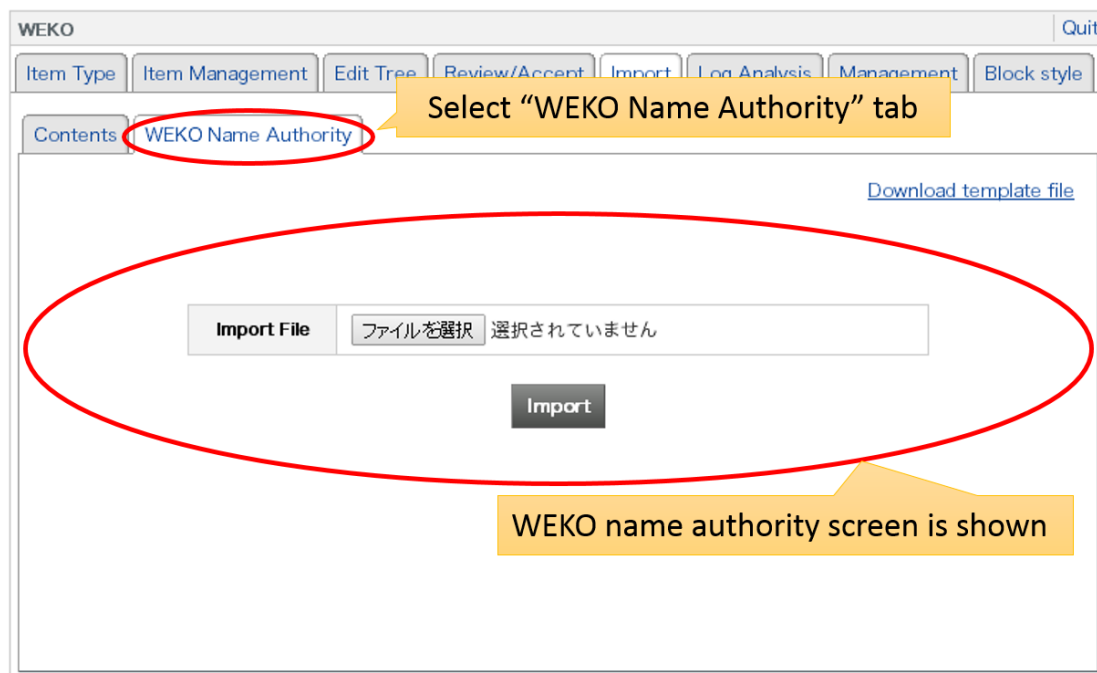 WEKO
Quit
Item Type Item Management Edit Tree Review/Accept Import Log Analysis Management Block style
Select “WEKO Name Authority” tab
Contents WEKO Name Authority
Download template file
Import File ファイルを選択 選択されていません
Import
WEKO name authority screen is shown